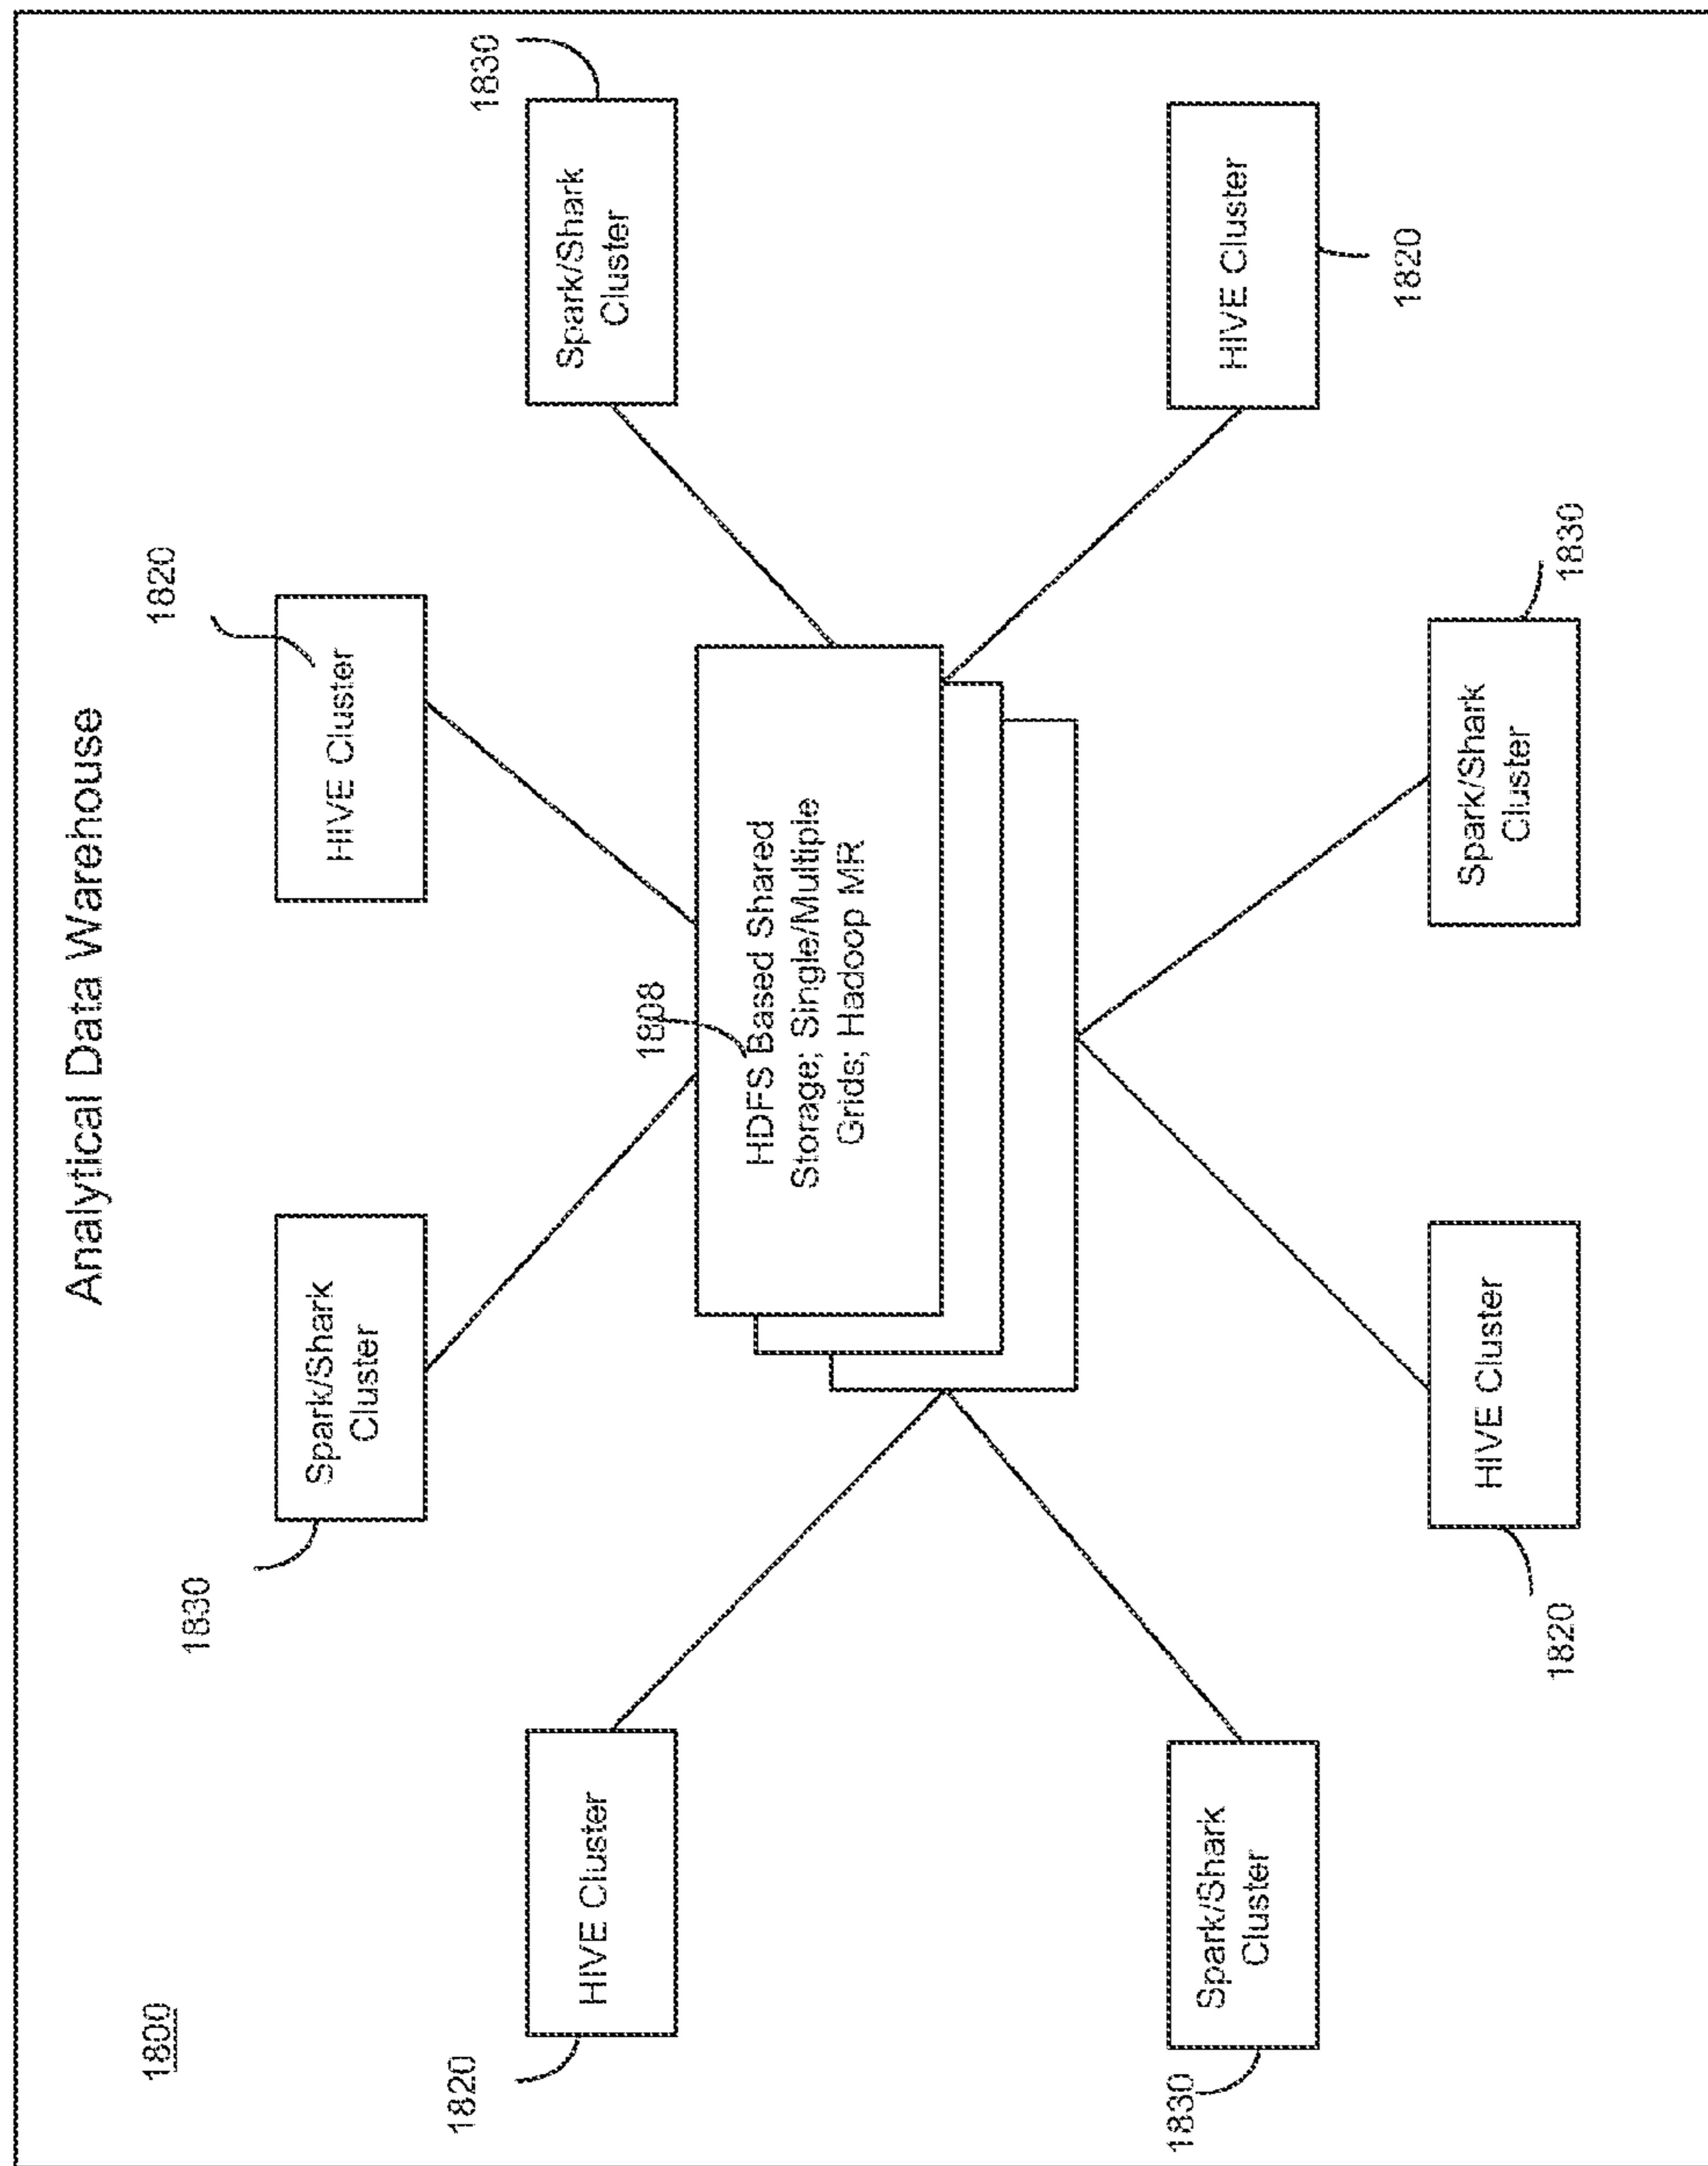 Analytical Data Warehouse
1800
1820
1830
Spark/Shark
Cluster
HIVE Cluster
1820
1830
HIVE Cluster
Spark/Shark
Cluster
1808
HDFS Based Shared
Storage; Single/Multiple
Grids; Hadoop MR
1830
Spark/Shark
Cluster
HIVE Cluster
1820
HIVE Cluster
Spark/Shark
Cluster
1820
1830